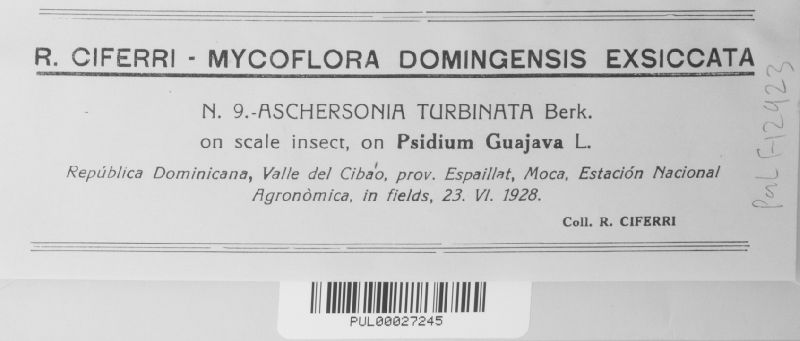 R. CIFERRI - MYCOFLORA DOMINGENSIS EXSICCATA
N. 9.-ASCHERSONIA TURBINATA Berk.
on scale insect, on Psidium Guajava L.
República Dominicana, Valle del Cibao, prov. Espaillat, Moca, Estación Nacional
Agronòmica, in fields, 23. VI. 1928.
Coll. R. CIFERRI
Pul F-12923
PUL00027245